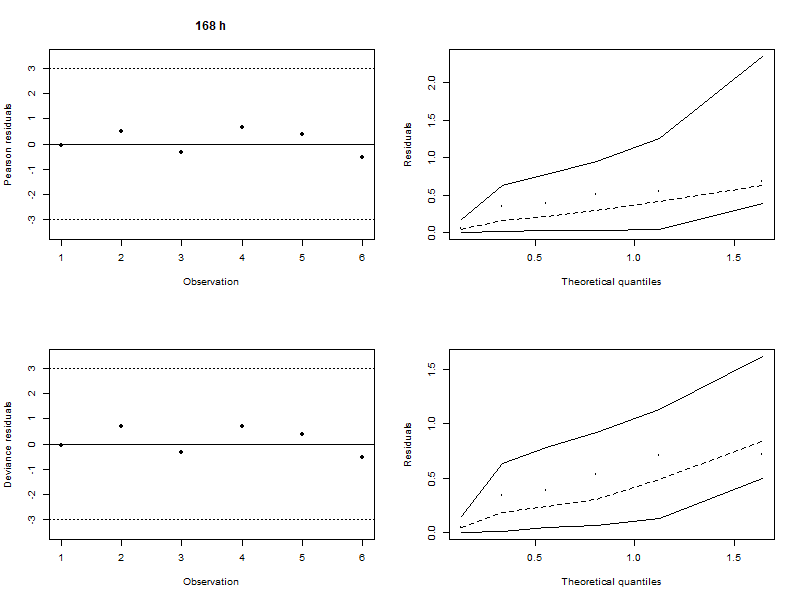 168 h
Pearson residuals
3
2
1
0
-1
-2
-3
1 2 3 4 5 6
Observation
Residuals
2.0
1.5
1.0
0.5
0.0
0.5 1.0 1.5
Theoretical quantiles
Deviance residuals
3
2
1
0
-1
-2
-3
1 2 3 4 5 6
Observation
Residuals
1.5
1.0
0.5
0.0
0.5 1.0 1.5
Theoretical quantiles